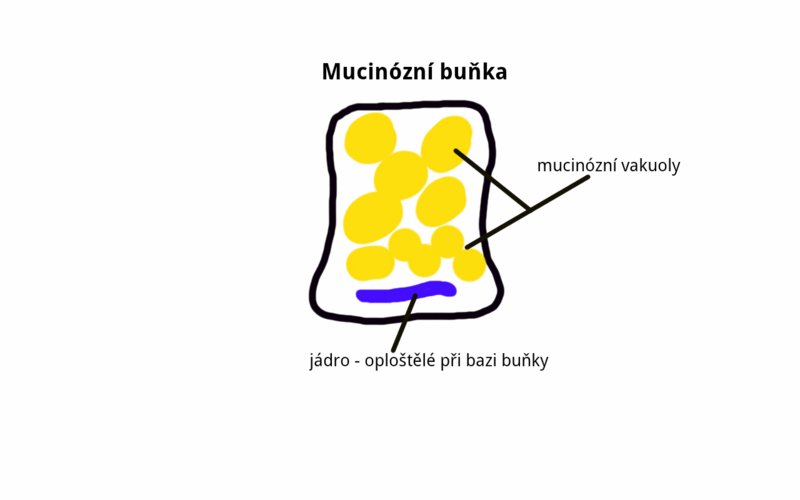 Mucinózní buňka
mucinózní vakuoly
jádro - oploštělé při bazi buňky